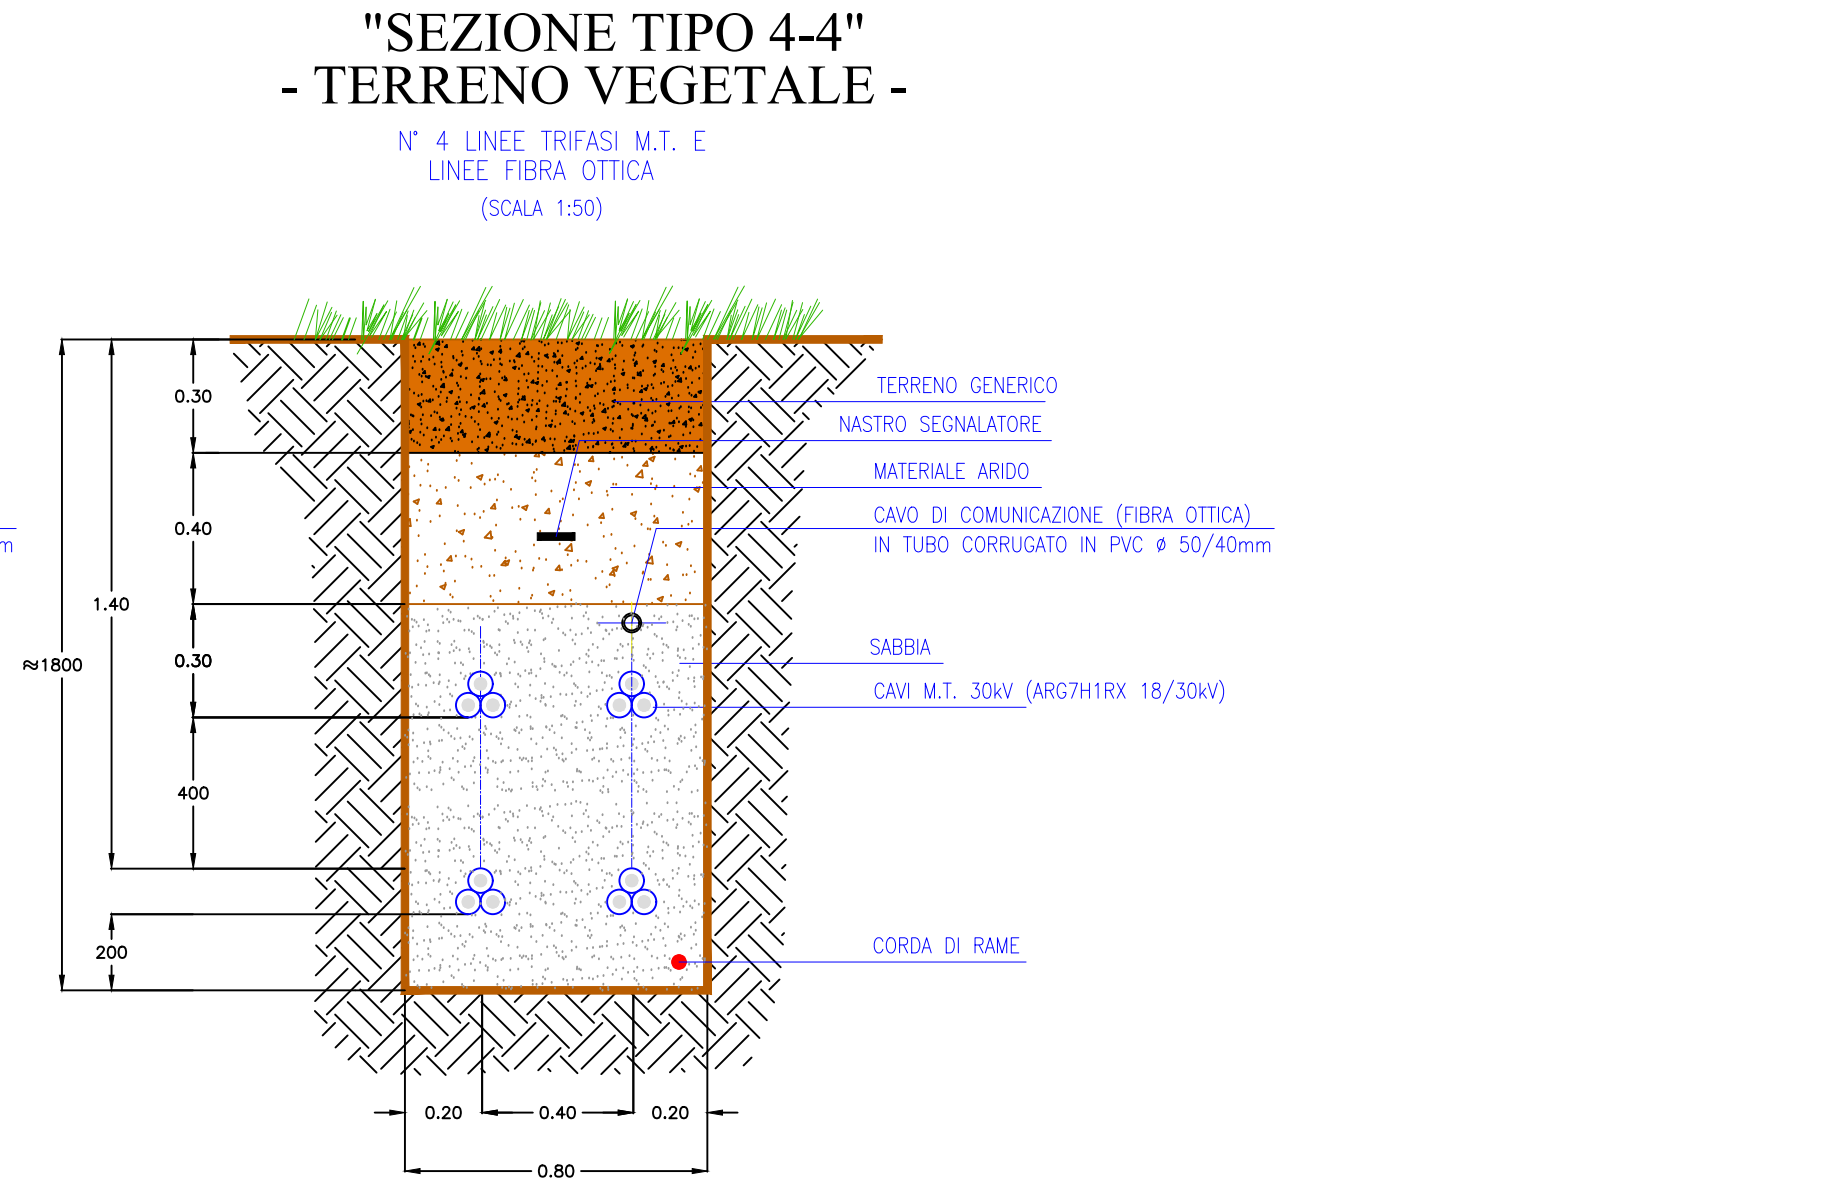 "SEZIONE TIPO 4-4"
- TERRENO VEGETALE -
N° 4 LINEE TRIFASI M.T. E
LINEE FIBRA OTTICA
(SCALA 1:50)
TERRENO GENERICO
0.30
NASTRO SEGNALATORE
MATERIALE ARIDO
CAVO DI COMUNICAZIONE (FIBRA OTTICA)
0.40
m
IN TUBO CORRUGATO IN PVC ø 50/40mm
1.40
SABBIA
0.30
≈1800
CAVI M.T. 30kV (ARG7H1RX 18/30kV)
400
CORDA DI RAME
200
0.20
0.40
0.20
0.80